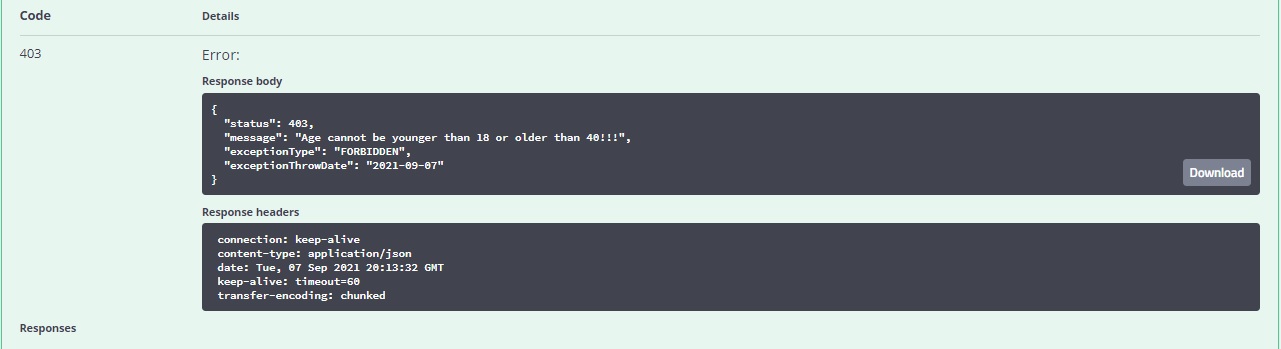 Code Details
403 Error:
Response body
{
  "status": 403,
  "message": "Age cannot be younger than 18 or older than 40!!!",
  "exceptionType": "FORBIDDEN",
  "exceptionThrowDate": "2021-09-07"
}
Download
Response headers
connection: keep-alive
content-type: application/json
date: Tue, 07 Sep 2021 20:13:32 GMT
keep-alive: timeout=60
transfer-encoding: chunked
Responses